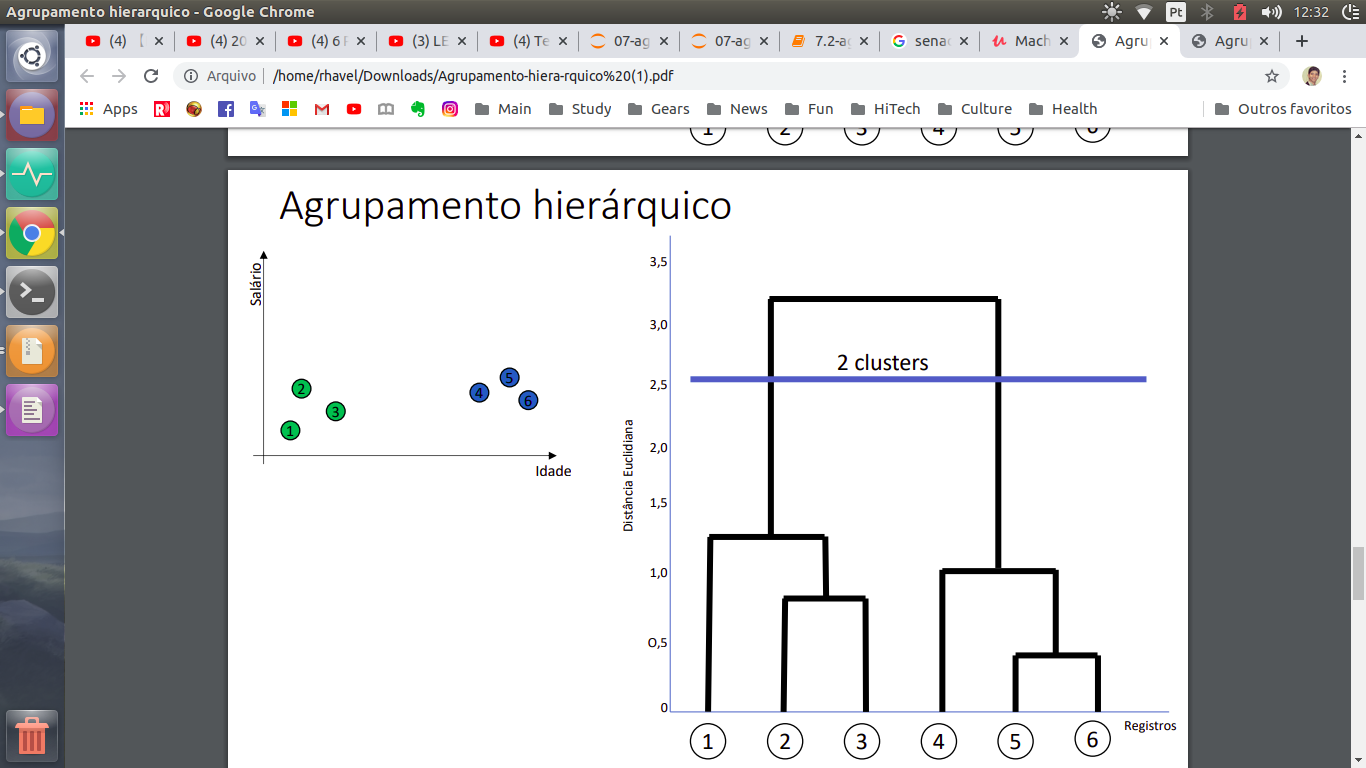 Agrupamento hierarquico - Google Chrome
Pt
12:32
(4)
(4) 20
(4) 6 F
(3) LE
(4) Te
07-ag
07-ag
7.2-ag
senac
Mach
Agru
Agru
Arquivo
/home/rhavel/Downloads/Agrupamento-hiera-rquico%20(1).pdf
Apps
Main
Study
Gears
News
Fun
HiTech
Culture
Health
Outros favoritos
1 2 3 4 5 6
Agrupamento hierárquico
Salário
2
3
1
4
5
6
Idade
Distância Euclidiana
3,5
3,0
2,5
2,0
1,5
1,0
O,5
0
2 clusters
1 2 3 4 5 6
Registros